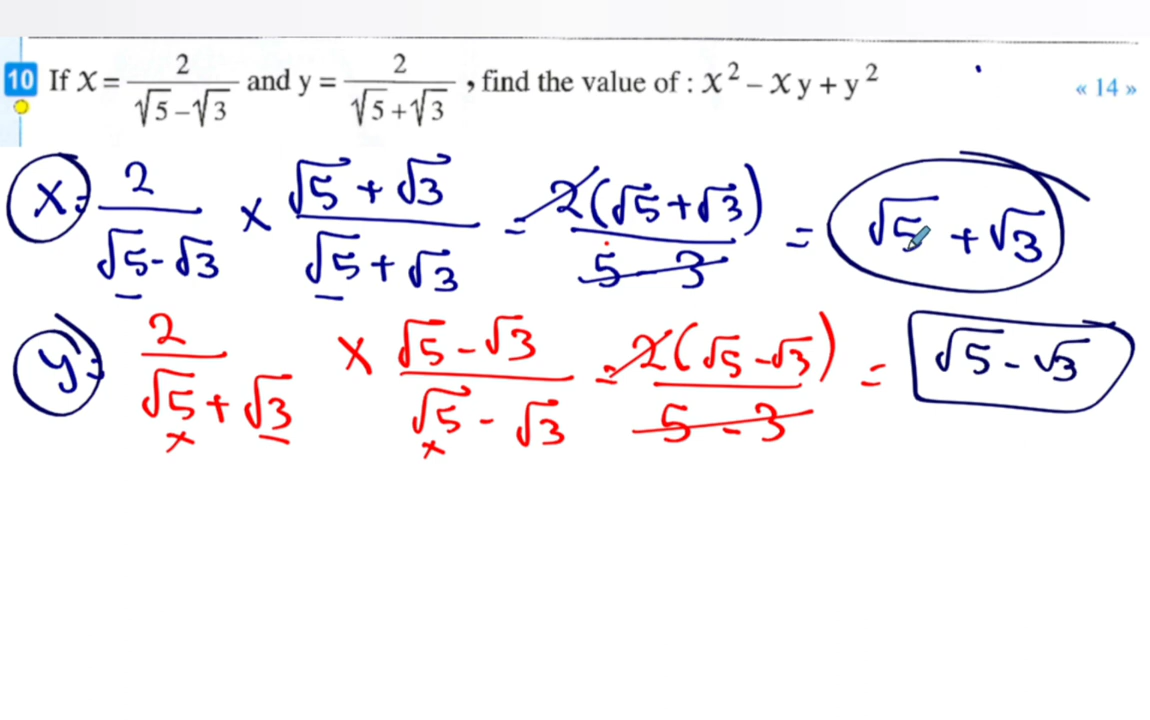 10 If X = 2/(√5 − √3) and y = 2/(√5 + √3) , find the value of : X² − X y + y² « 14 »
X = 2/(√5 - √3) × (√5 + √3)/(√5 + √3) = 2(√5 + √3)/(5 - 3) = √5 + √3
y = 2/(√5 + √3) × (√5 - √3)/(√5 - √3) = 2(√5 - √3)/(5 - 3) = √5 - √3